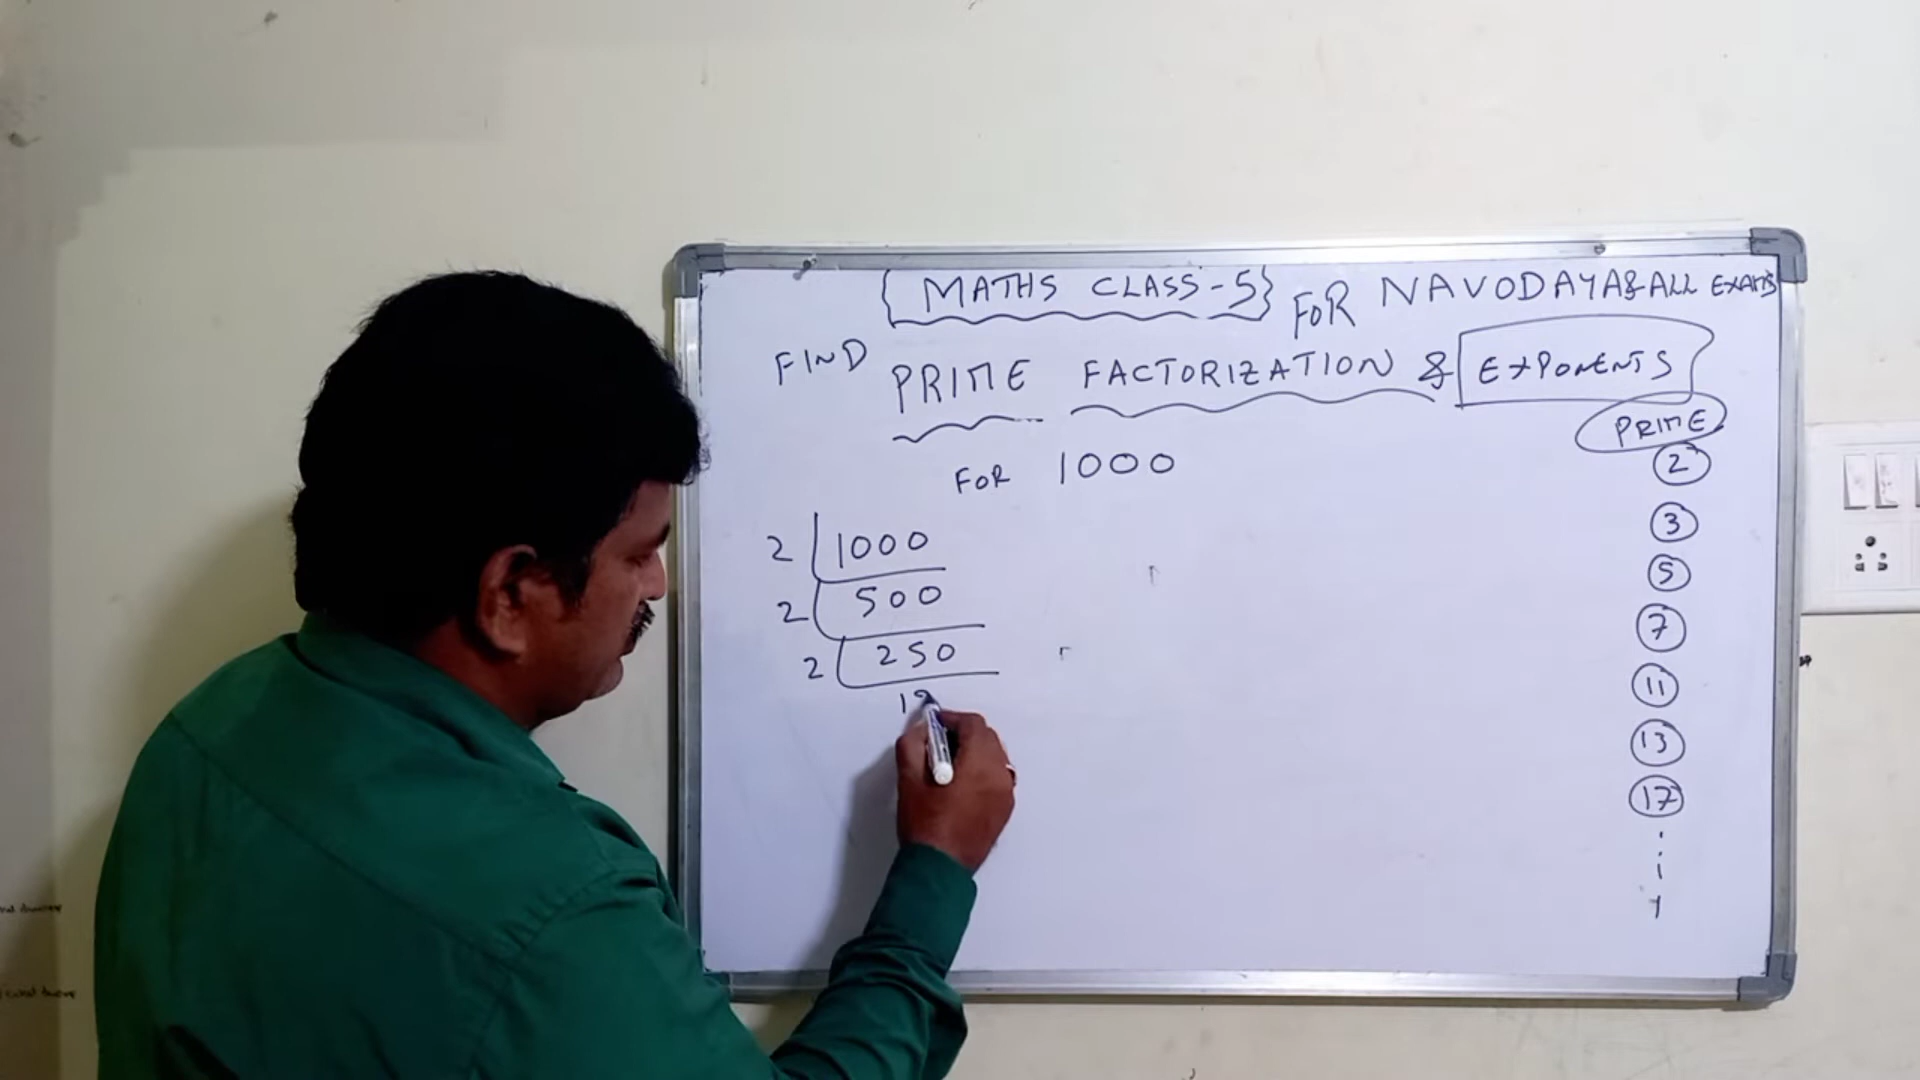 {MATHS CLASS-5} FOR NAVODAYA & ALL EXAMS
FIND PRIME FACTORIZATION & EXPONENTS
PRIME
FOR 1000
2
3
5
7
11
13
17
2 1000
2 500
2 250
12